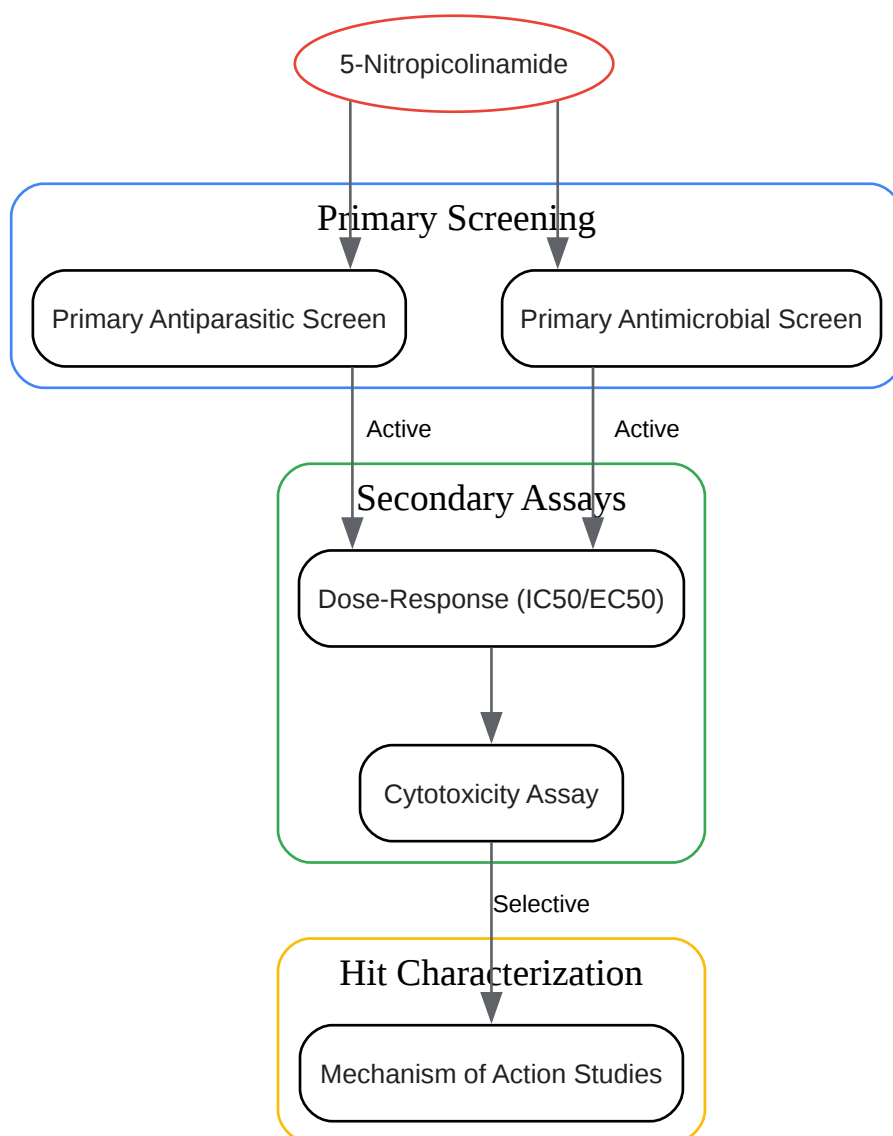 5-Nitropicolinamide
Primary Screening
Primary Antiparasitic Screen
Primary Antimicrobial Screen
Active
Active
Secondary Assays
Dose-Response (IC50/EC50)
Cytotoxicity Assay
Selective
Hit Characterization
Mechanism of Action Studies